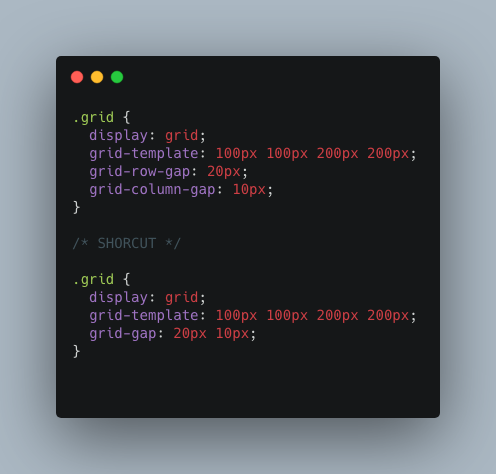 .grid {
  display: grid;
  grid-template: 100px 100px 200px 200px;
  grid-row-gap: 20px;
  grid-column-gap: 10px;
}
/* SHORCUT */
.grid {
  display: grid;
  grid-template: 100px 100px 200px 200px;
  grid-gap: 20px 10px;
}